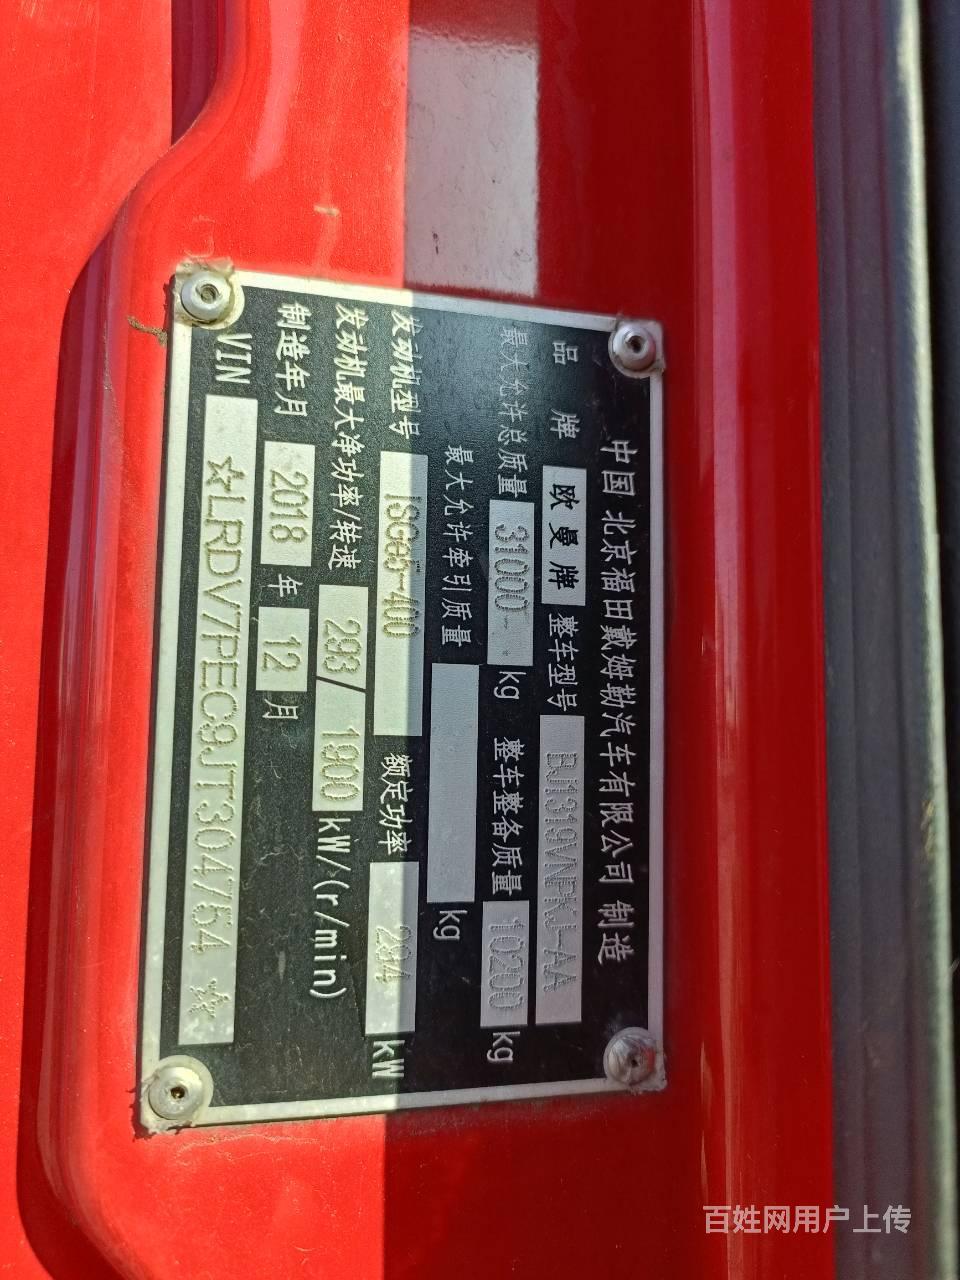 中国 北京福田戴姆勒汽车有限公司 制造
品 牌 欧曼牌 整车型号 BJ1319VNPKJ-AA
最大允许总质量 31000 kg 整车整备质量 10200 kg
最大允许牵引质量 kg
发动机型号 ISGe5-400 额定功率 294 kW
发动机最大净功率/转速 293/1900 kW/(r/min)
制造年月 2018 年 12 月
VIN ☆LRDV7PEC9JT304754☆
百姓网用户上传